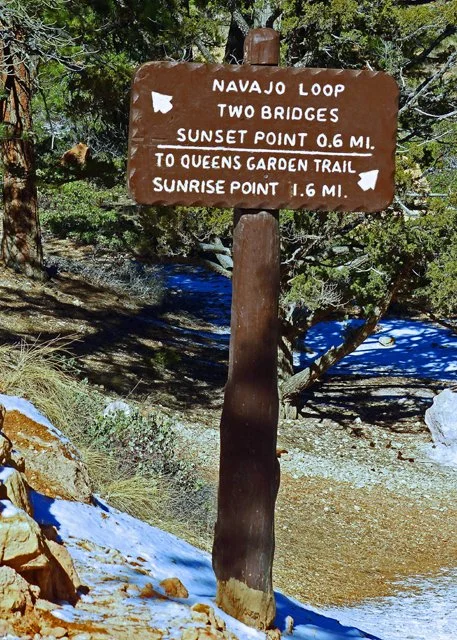 NAVAJO LOOP
TWO BRIDGES
SUNSET POINT 0.6 MI.
TO QUEENS GARDEN TRAIL
SUNRISE POINT 1.6 MI.